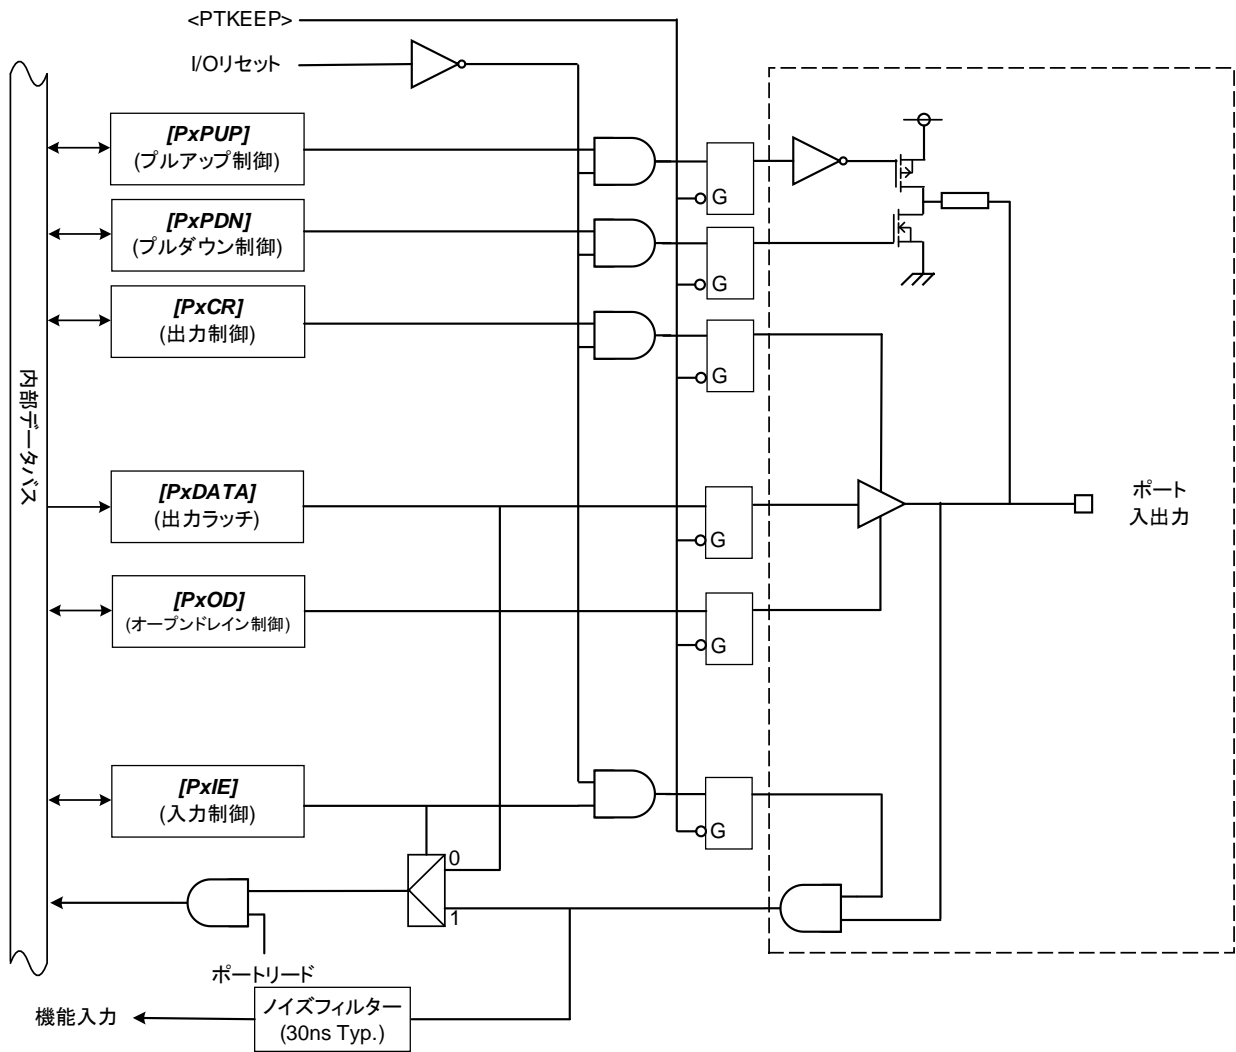 <PTKEEP>
I/Oリセット
[PxPUP]
(プルアップ制御)
G
[PxPDN]
(プルダウン制御)
G
[PxCR]
(出力制御)
G
内部データバス
[PxDATA]
(出力ラッチ)
G
ポート
入出力
[PxOD]
(オープンドレイン制御)
G
[PxIE]
(入力制御)
G
0
1
ポートリード
機能入力
ノイズフィルター
(30ns Typ.)